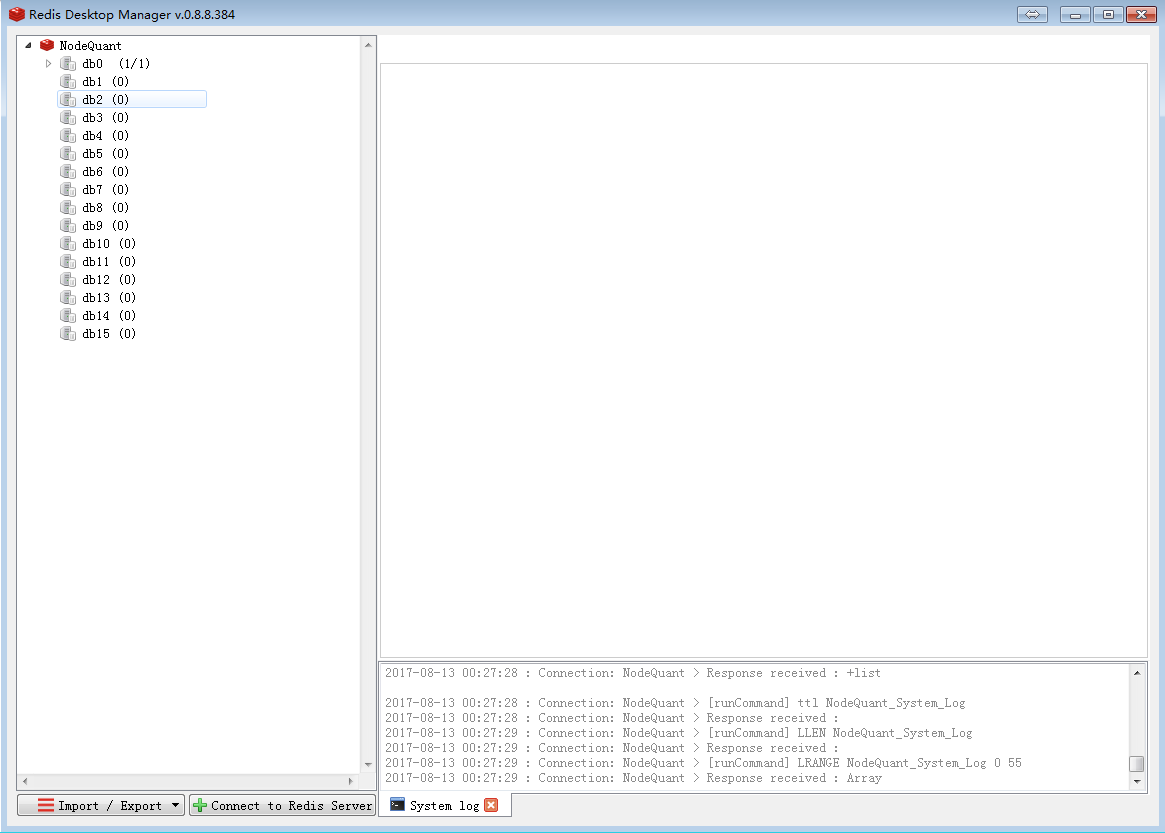 Redis Desktop Manager v.0.8.8.384
NodeQuant
db0 (1/1)
db1 (0)
db2 (0)
db3 (0)
db4 (0)
db5 (0)
db6 (0)
db7 (0)
db8 (0)
db9 (0)
db10 (0)
db11 (0)
db12 (0)
db13 (0)
db14 (0)
db15 (0)
2017-08-13 00:27:28 : Connection: NodeQuant > Response received : +list
2017-08-13 00:27:28 : Connection: NodeQuant > [runCommand] ttl NodeQuant_System_Log
2017-08-13 00:27:28 : Connection: NodeQuant > Response received :
2017-08-13 00:27:29 : Connection: NodeQuant > [runCommand] LLEN NodeQuant_System_Log
2017-08-13 00:27:29 : Connection: NodeQuant > Response received :
2017-08-13 00:27:29 : Connection: NodeQuant > [runCommand] LRANGE NodeQuant_System_Log 0 55
2017-08-13 00:27:29 : Connection: NodeQuant > Response received : Array
Import / Export
Connect to Redis Server
System log